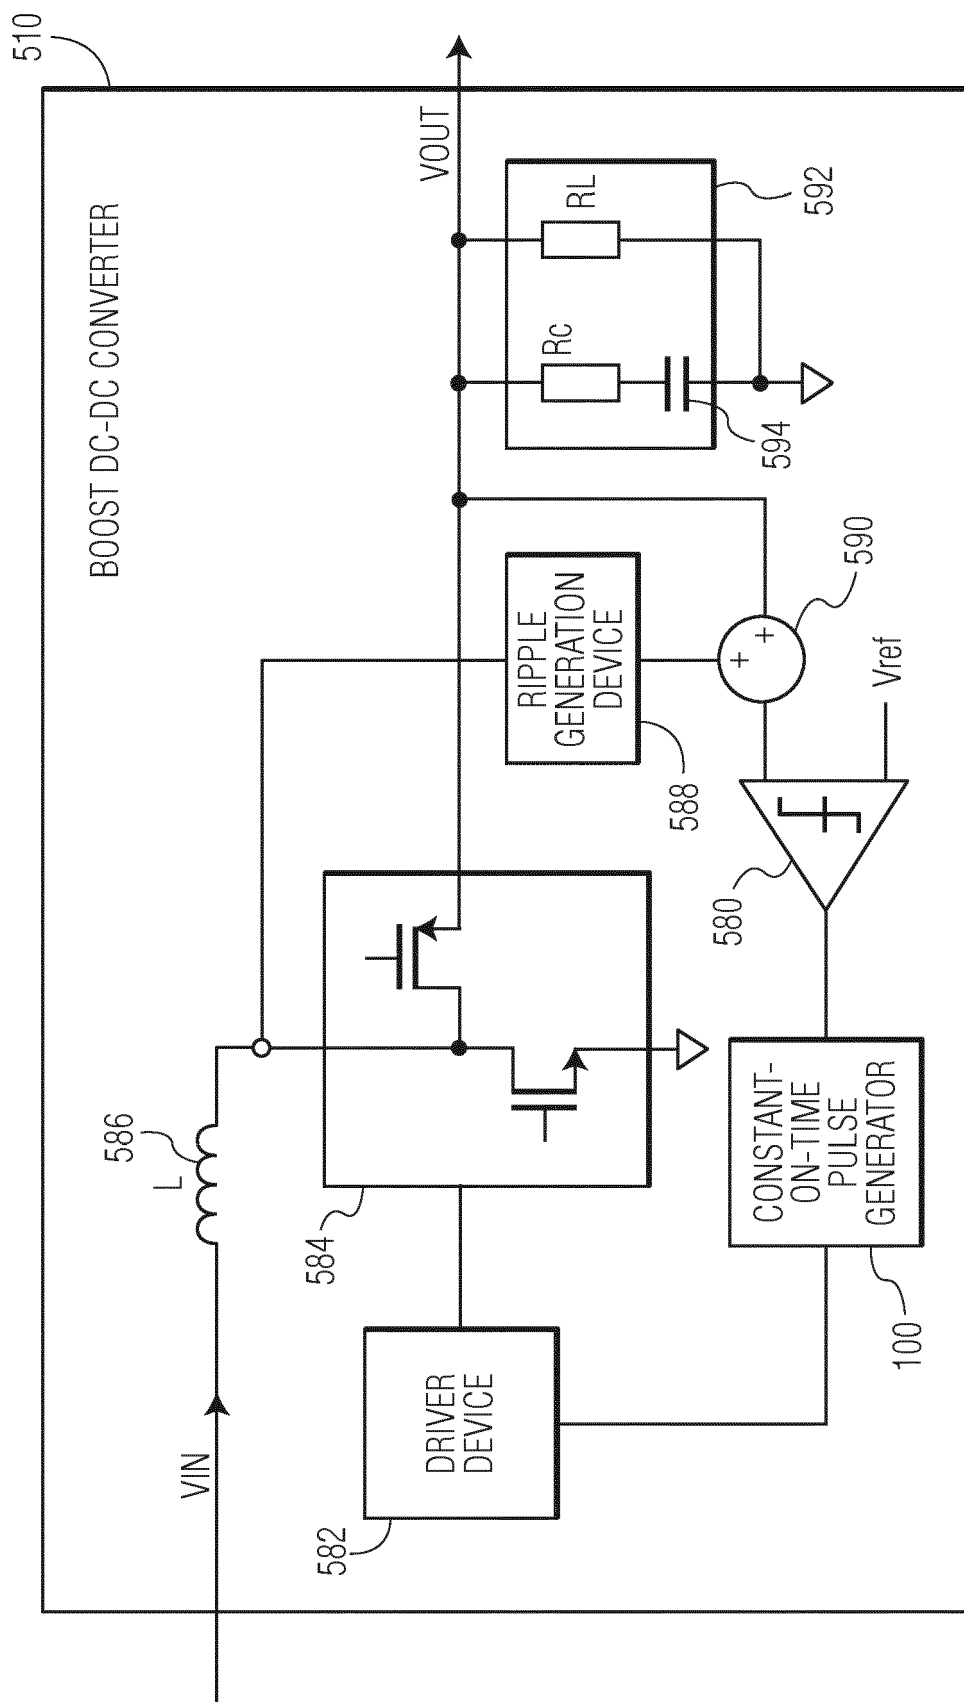 510
BOOST DC-DC CONVERTER
VIN
L
586
VOUT
582
DRIVER
DEVICE
584
RIPPLE
GENERATION
DEVICE
588
Rc
RL
594
592
100
CONSTANT-
ON-TIME
PULSE
GENERATOR
580
+
+
590
Vref